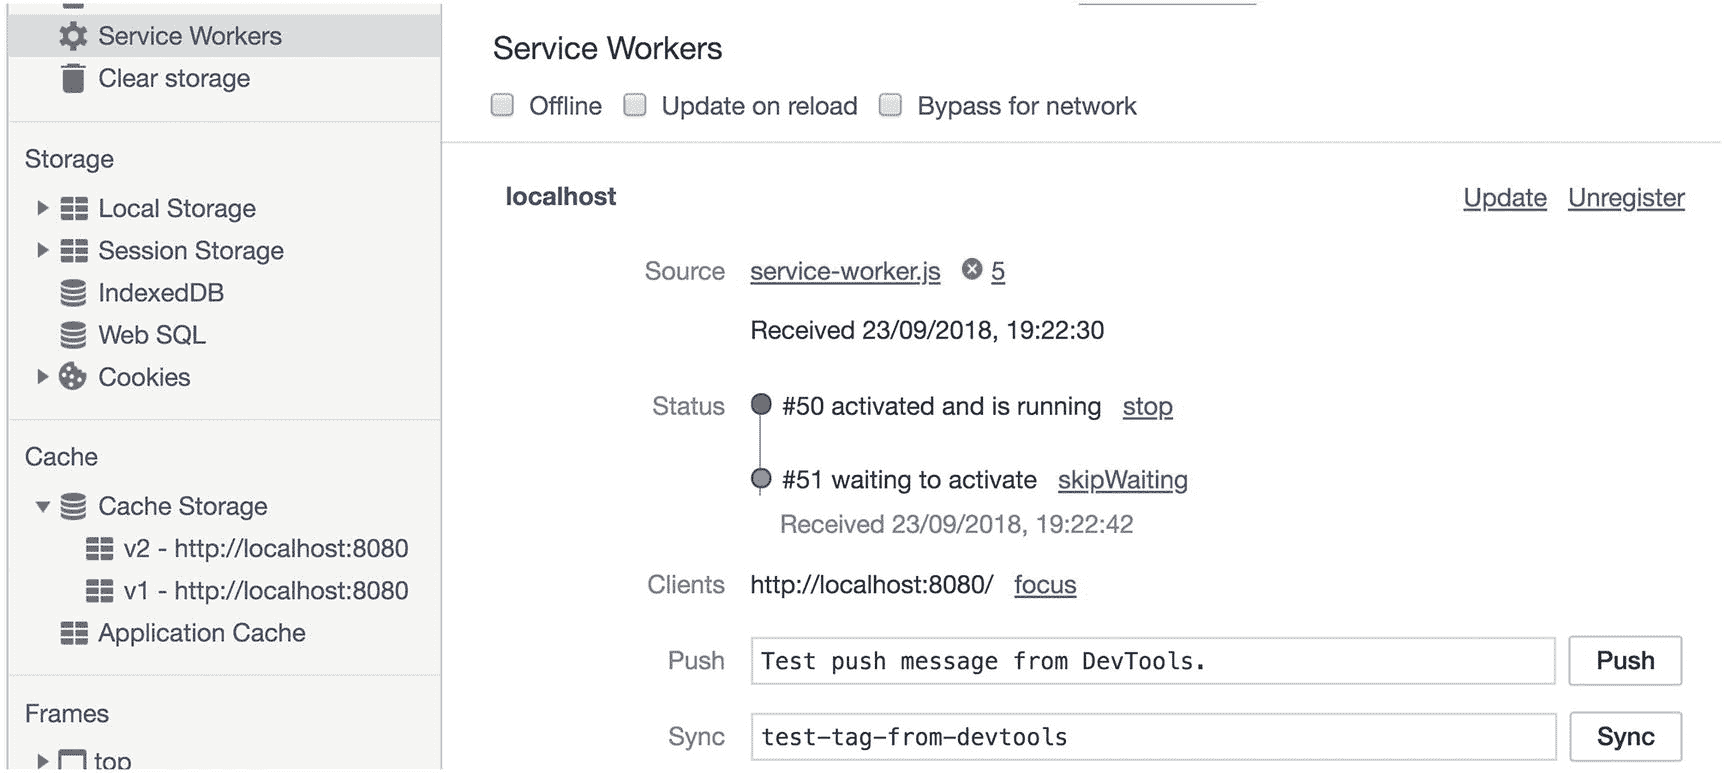 Service Workers
Clear storage
Storage
Local Storage
Session Storage
IndexedDB
Web SQL
Cookies
Cache
Cache Storage
v2 - http://localhost:8080
v1 - http://localhost:8080
Application Cache
Frames
top
Service Workers
Offline Update on reload Bypass for network
localhost Update Unregister
Source service-worker.js 5
Received 23/09/2018, 19:22:30
Status #50 activated and is running stop
#51 waiting to activate skipWaiting
Received 23/09/2018, 19:22:42
Clients http://localhost:8080/ focus
Push Test push message from DevTools. Push
Sync test-tag-from-devtools Sync